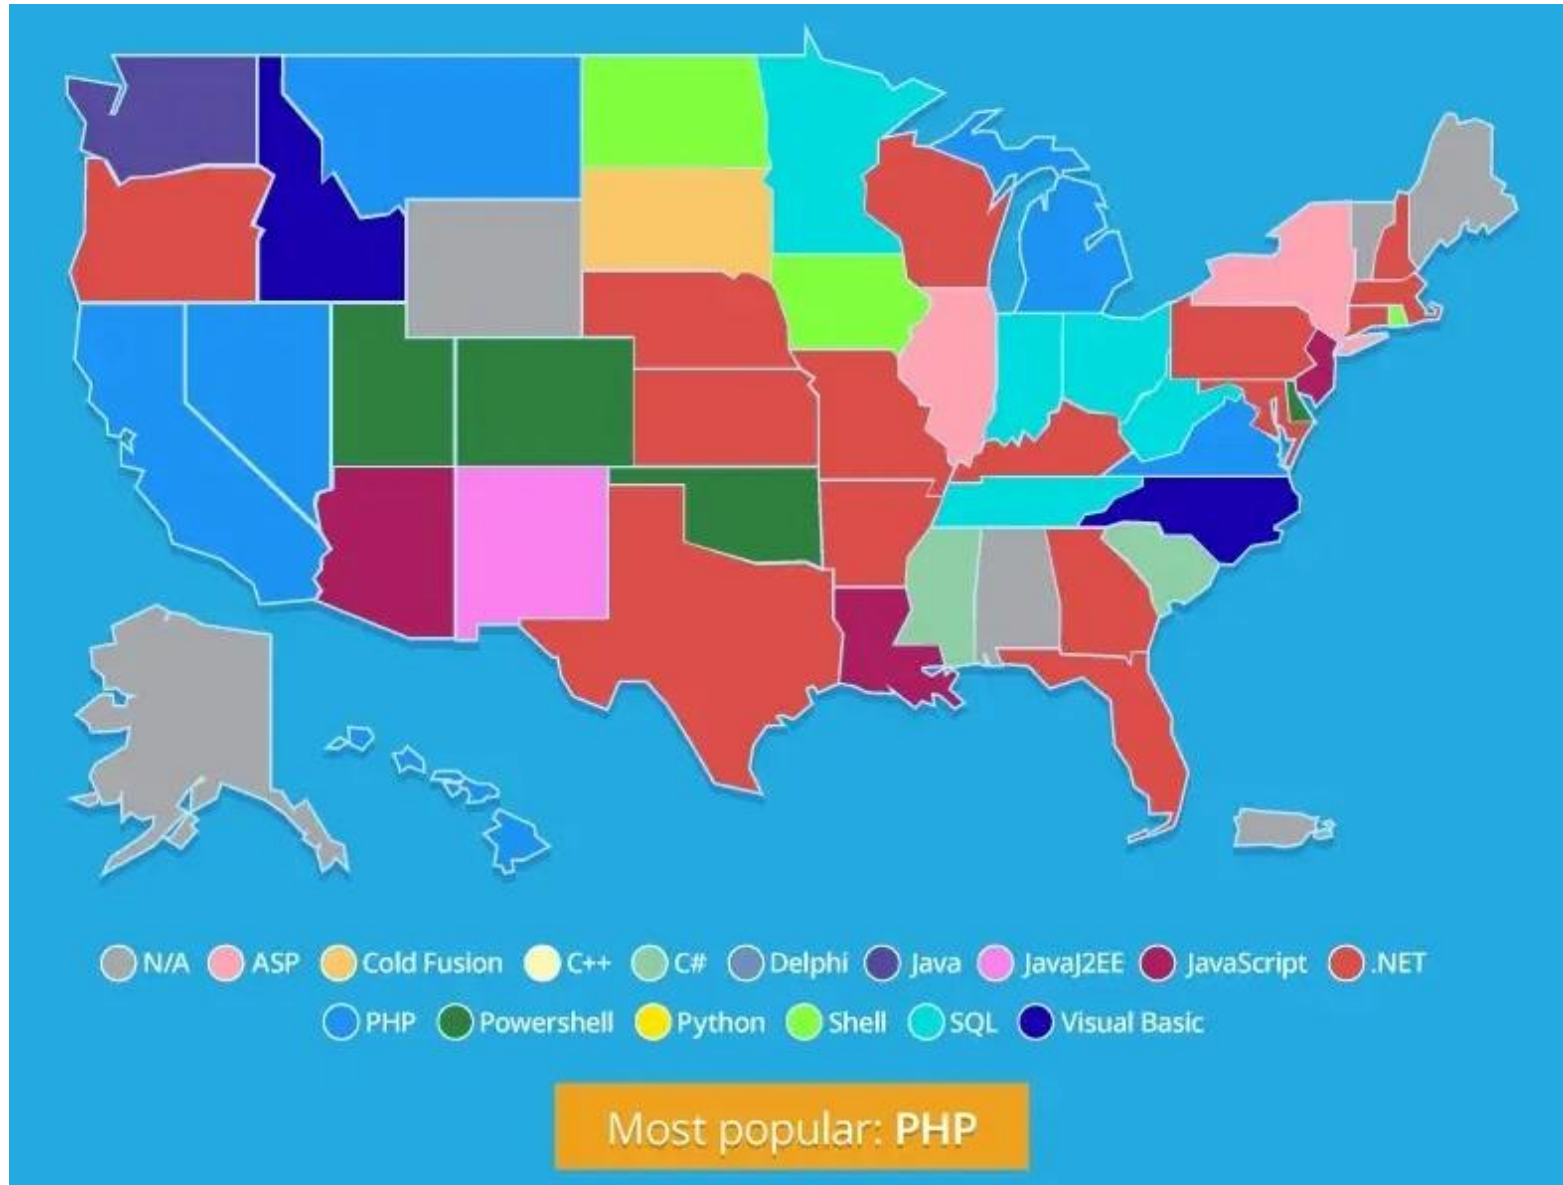 N/A ASP Cold Fusion C++ C# Delphi Java JavaJ2EE JavaScript .NET
PHP Powershell Python Shell SQL Visual Basic
Most popular: PHP